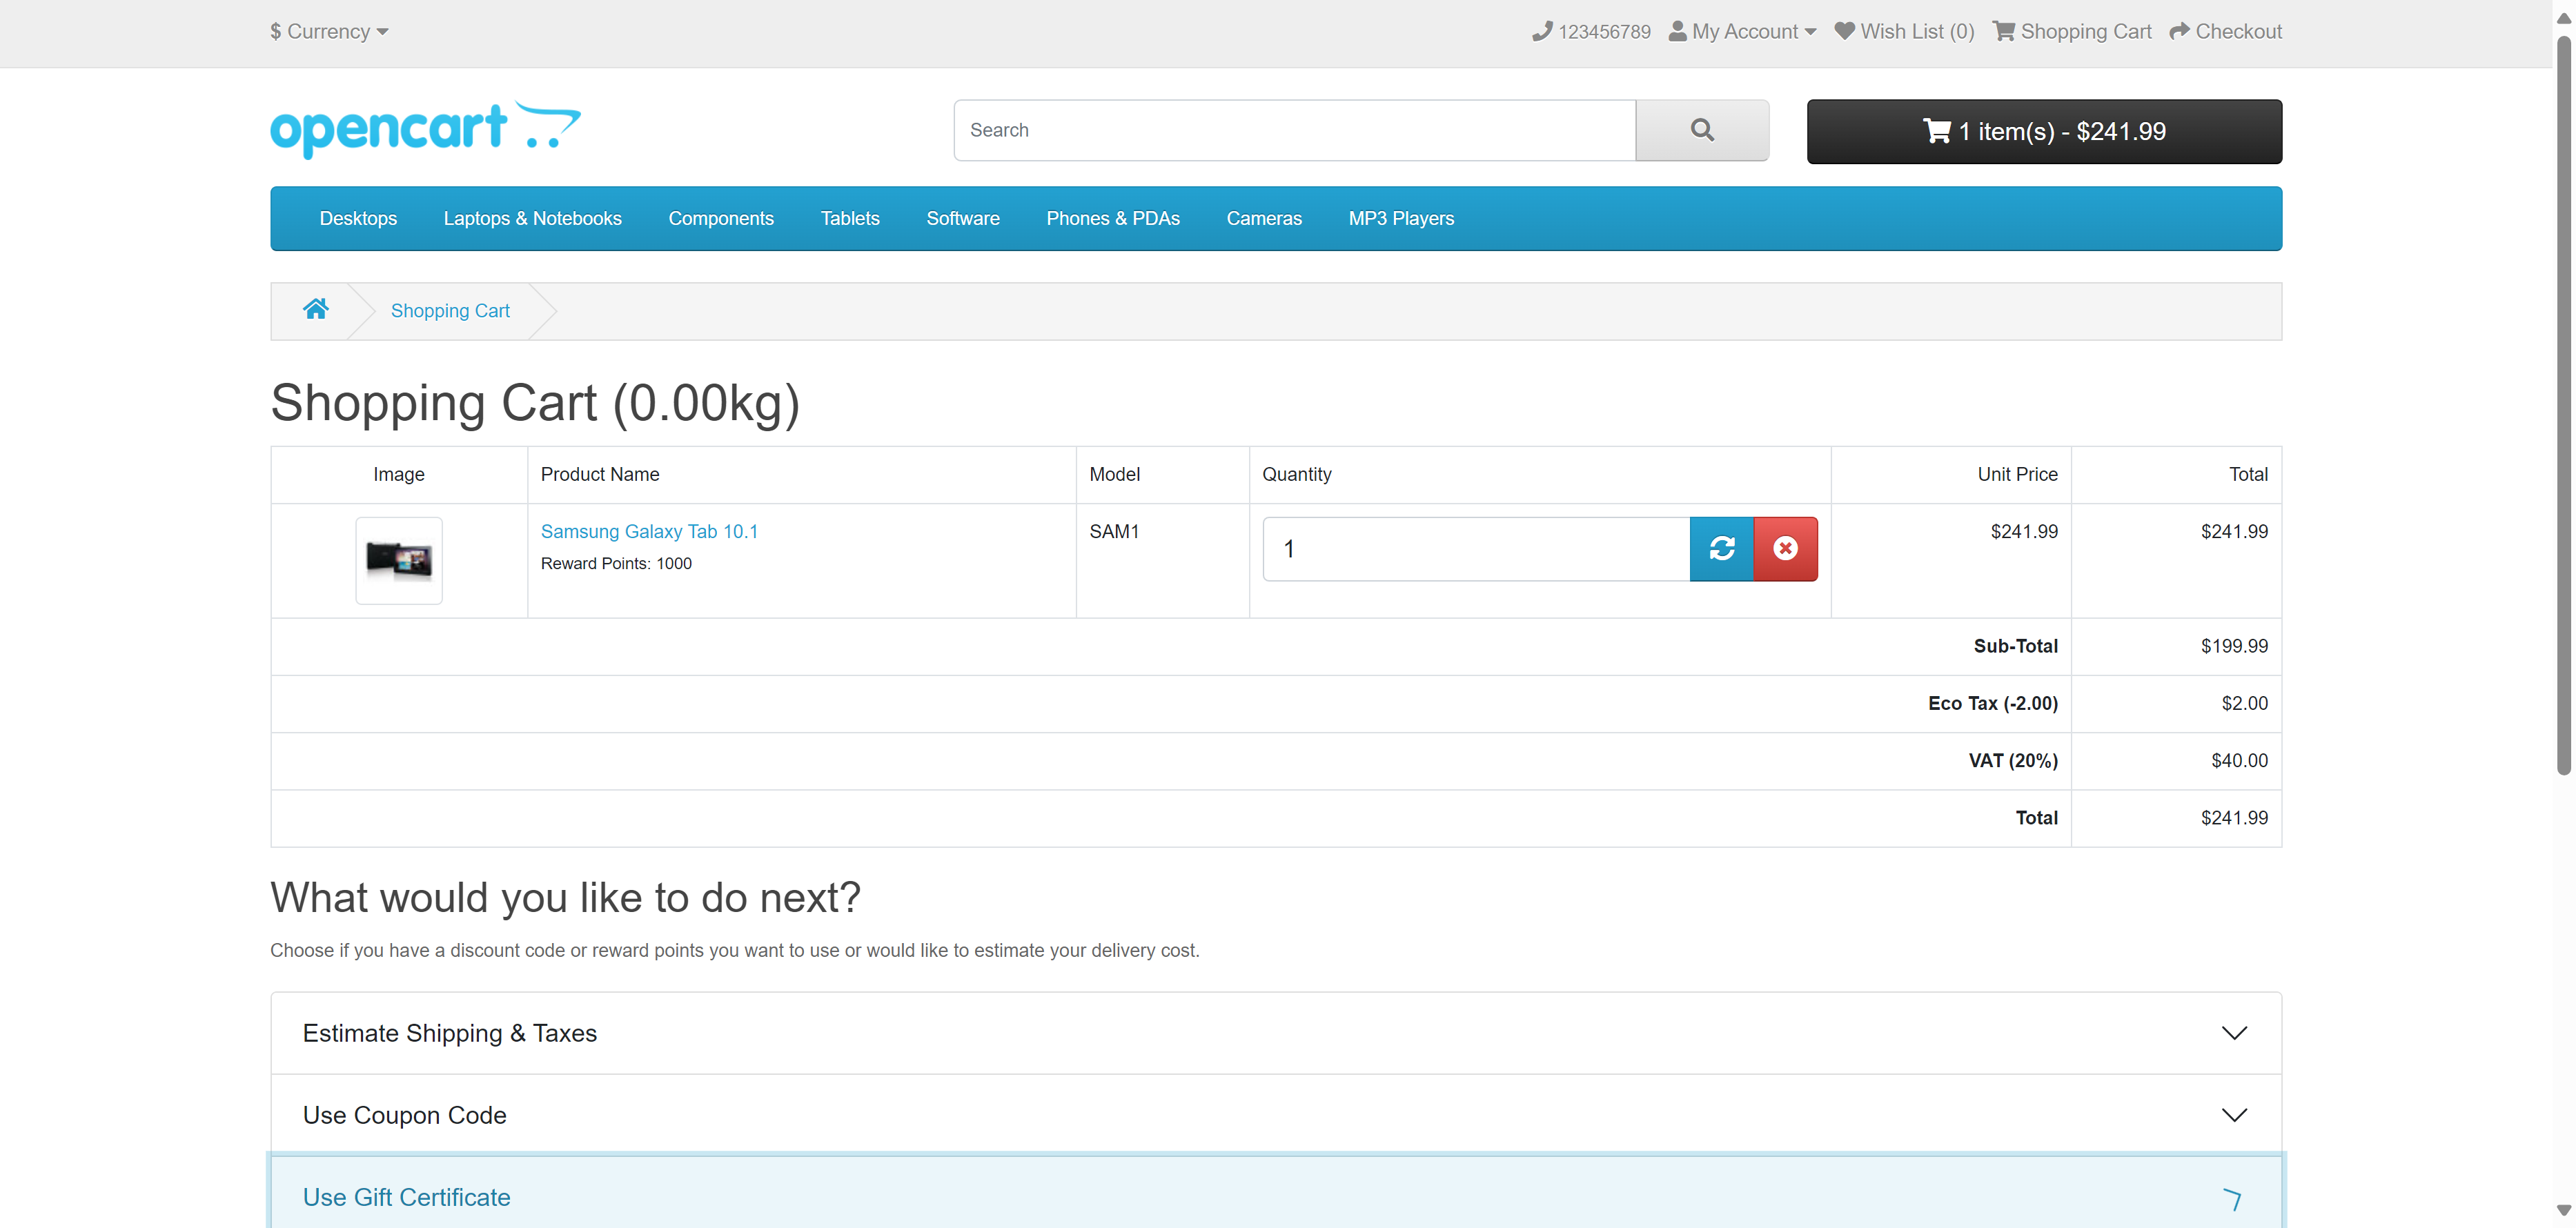 $ Currency
123456789 My Account Wish List (0) Shopping Cart Checkout
opencart
Search
1 item(s) - $241.99
Desktops Laptops & Notebooks Components Tablets Software Phones & PDAs Cameras MP3 Players
Shopping Cart
Shopping Cart (0.00kg)
Image Product Name Model Quantity Unit Price Total
Samsung Galaxy Tab 10.1 SAM1 1 $241.99 $241.99
Reward Points: 1000
Sub-Total $199.99
Eco Tax (-2.00) $2.00
VAT (20%) $40.00
Total $241.99
What would you like to do next?
Choose if you have a discount code or reward points you want to use or would like to estimate your delivery cost.
Estimate Shipping & Taxes
Use Coupon Code
Use Gift Certificate